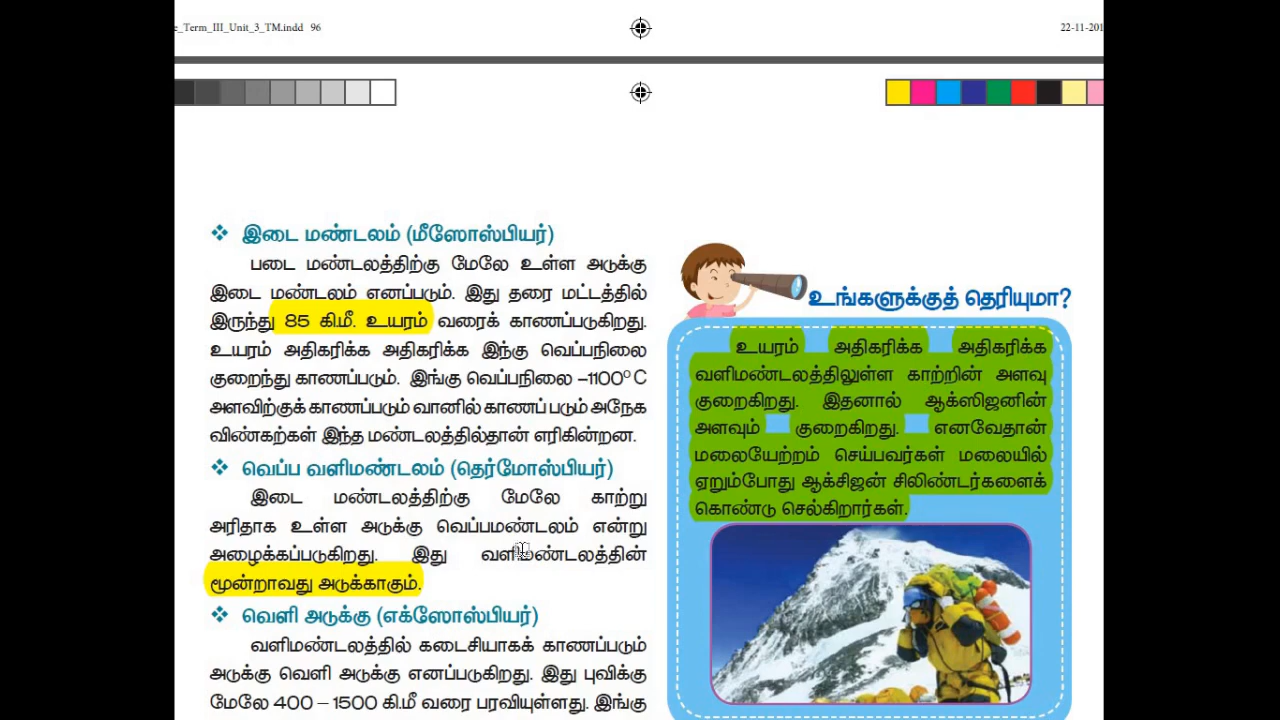 e_Term_III_Unit_3_TM.indd 96
22-11-201
❖ இடை மண்டலம் (மீஸோஸ்பியர்)
படை மண்டலத்திற்கு மேலே உள்ள அடுக்கு
இடை மண்டலம் எனப்படும். இது தரை மட்டத்தில்
இருந்து 85 கி.மீ. உயரம் வரைக் காணப்படுகிறது.
உயரம் அதிகரிக்க அதிகரிக்க இங்கு வெப்பநிலை
குறைந்து காணப்படும். இங்கு வெப்பநிலை –1100° C
அளவிற்குக் காணப்படும் வானில் காணப் படும் அநேக
விண்கற்கள் இந்த மண்டலத்தில்தான் எரிகின்றன.
❖ வெப்ப வளிமண்டலம் (தெர்மோஸ்பியர்)
இடை மண்டலத்திற்கு மேலே காற்று
அரிதாக உள்ள அடுக்கு வெப்பமண்டலம் என்று
அழைக்கப்படுகிறது. இது வளிமண்டலத்தின்
மூன்றாவது அடுக்காகும்.
❖ வெளி அடுக்கு (எக்ஸோஸ்பியர்)
வளிமண்டலத்தில் கடைசியாகக் காணப்படும்
அடுக்கு வெளி அடுக்கு எனப்படுகிறது. இது புவிக்கு
மேலே 400 – 1500 கி.மீ வரை பரவியுள்ளது. இங்கு
உங்களுக்குத் தெரியுமா?
உயரம் அதிகரிக்க அதிகரிக்க
வளிமண்டலத்திலுள்ள காற்றின் அளவு
குறைகிறது. இதனால் ஆக்ஸிஜனின்
அளவும் குறைகிறது. எனவேதான்
மலையேற்றம் செய்பவர்கள் மலையில்
ஏறும்போது ஆக்சிஜன் சிலிண்டர்களைக்
கொண்டு செல்கிறார்கள்.